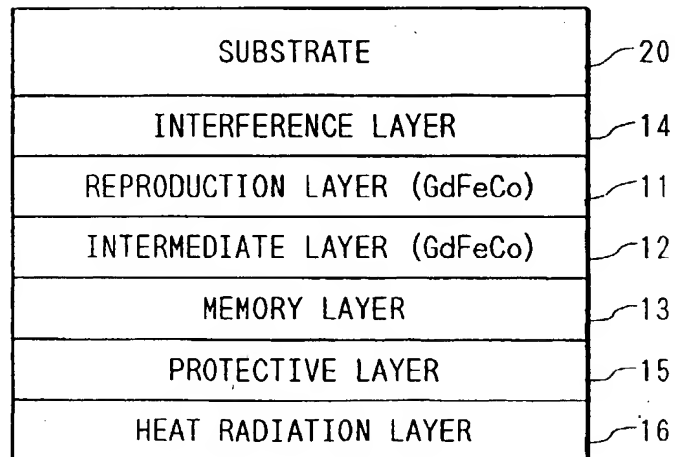 SUBSTRATE 20
INTERFERENCE LAYER 14
REPRODUCTION LAYER (GdFeCo) 11
INTERMEDIATE LAYER (GdFeCo) 12
MEMORY LAYER 13
PROTECTIVE LAYER 15
HEAT RADIATION LAYER 16